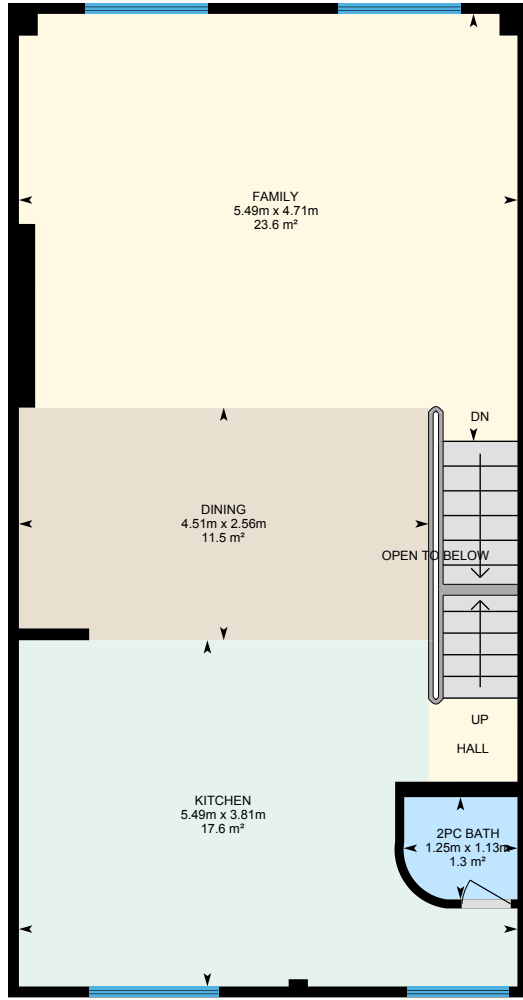 FAMILY
5.49m x 4.71m
23.6 m²
DN
DINING
4.51m x 2.56m
11.5 m²
OPEN TO BELOW
UP
HALL
KITCHEN
5.49m x 3.81m
17.6 m²
2PC BATH
1.25m x 1.13m
1.3 m²